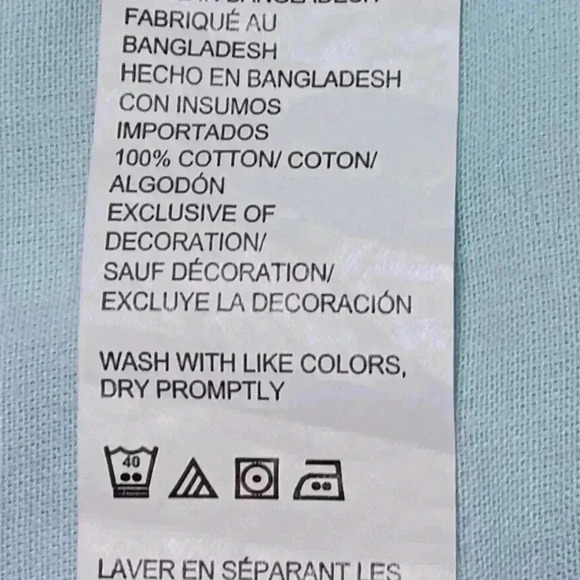 FABRIQUÉ AU
BANGLADESH
HECHO EN BANGLADESH
CON INSUMOS
IMPORTADOS
100% COTTON/ COTON/
ALGODÓN
EXCLUSIVE OF
DECORATION/
SAUF DÉCORATION/
EXCLUYE LA DECORACIÓN
WASH WITH LIKE COLORS,
DRY PROMPTLY
40
LAVER EN SÉPARANT LES